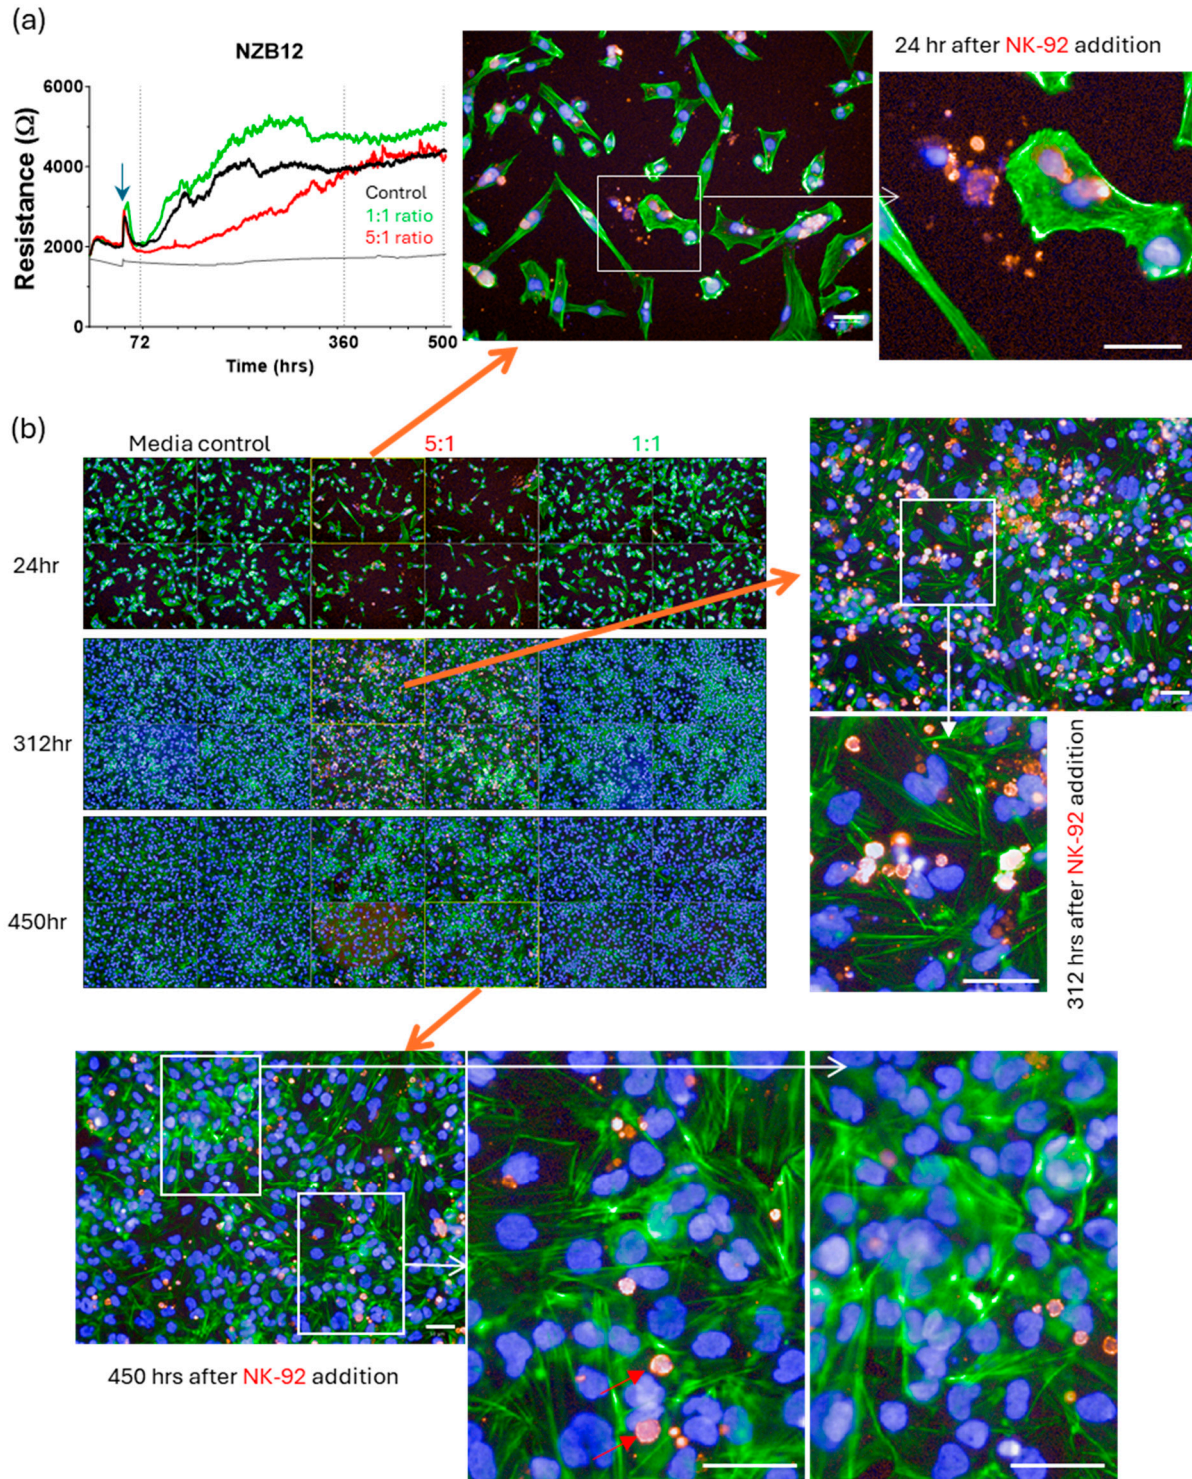 (a)
NZB12
Resistance (Ω)
6000
4000
2000
0
72
360
500
Time (hrs)
Control
1:1 ratio
5:1 ratio
24 hr after NK-92 addition
(b)
Media control
5:1
1:1
24hr
312hr
450hr
312 hrs after NK-92 addition
450 hrs after NK-92 addition